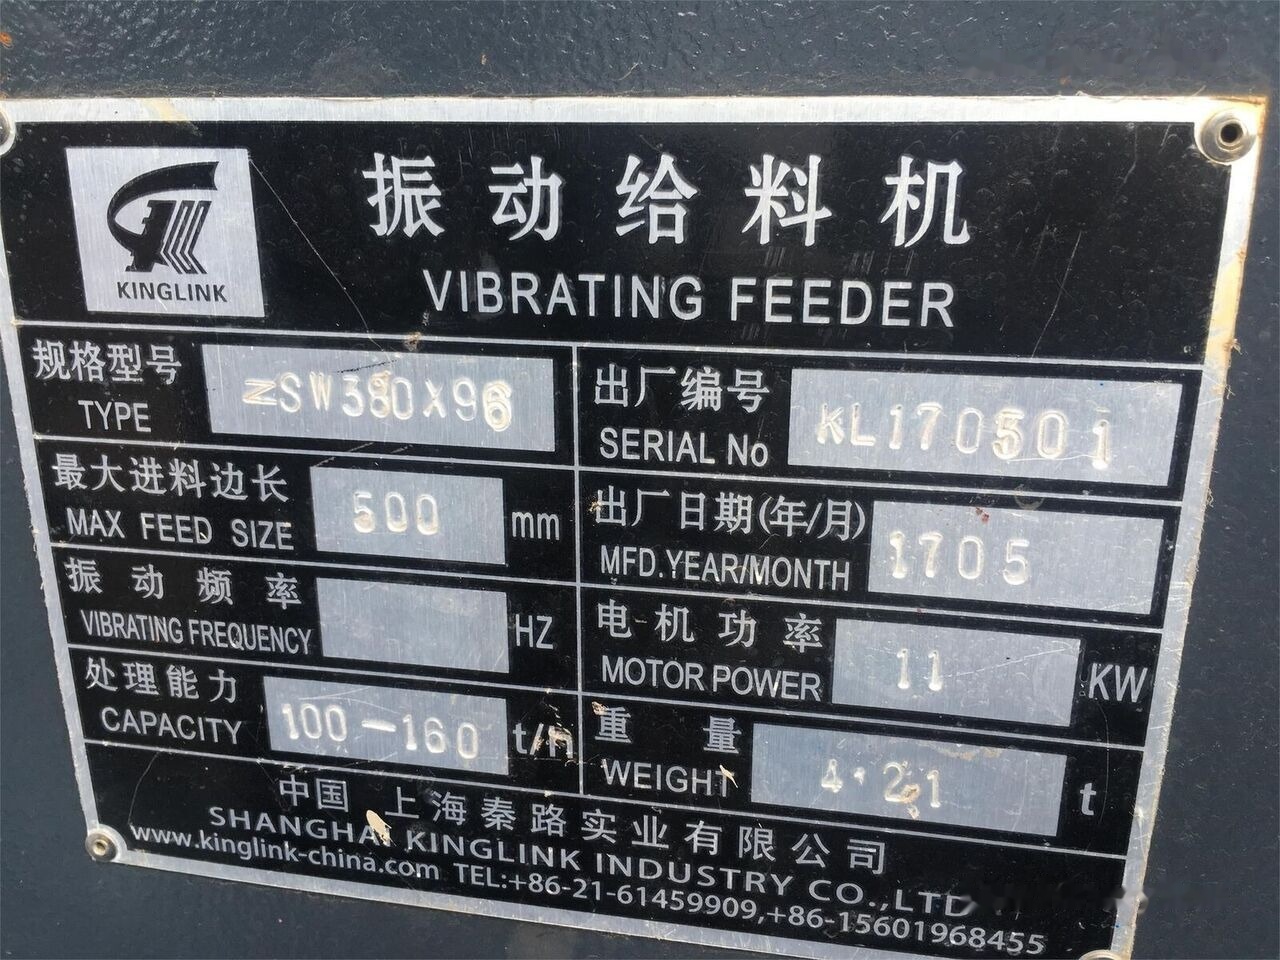 KINGLINK
振动给料机
VIBRATING FEEDER
规格型号 ZSW380X96
TYPE
出厂编号 KL170501
SERIAL No
最大进料边长 500 mm
MAX FEED SIZE
出厂日期(年/月) 1705
MFD.YEAR/MONTH
振动频率 HZ
VIBRATING FREQUENCY
电机功率 11 KW
MOTOR POWER
处理能力 100-160 t/h
CAPACITY
重量 4.21 t
WEIGHT
中国 上海秦路实业有限公司
SHANGHAI KINGLINK INDUSTRY CO.,LTD
www.kinglink-china.com TEL:+86-21-61459909,+86-15601968455